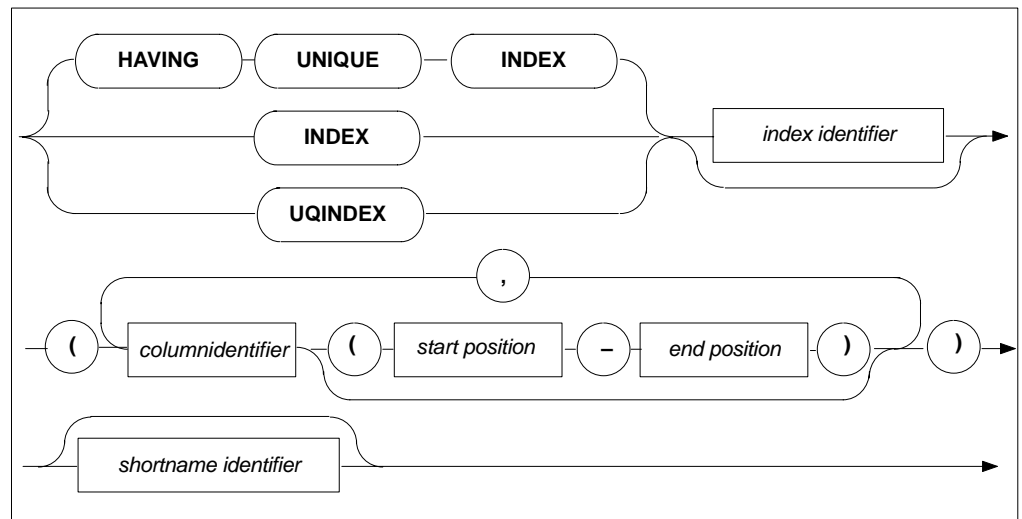 HAVING UNIQUE INDEX
INDEX
index identifier
UQINDEX
,
( columnidentifier ( start position – end position ) )
shortname identifier